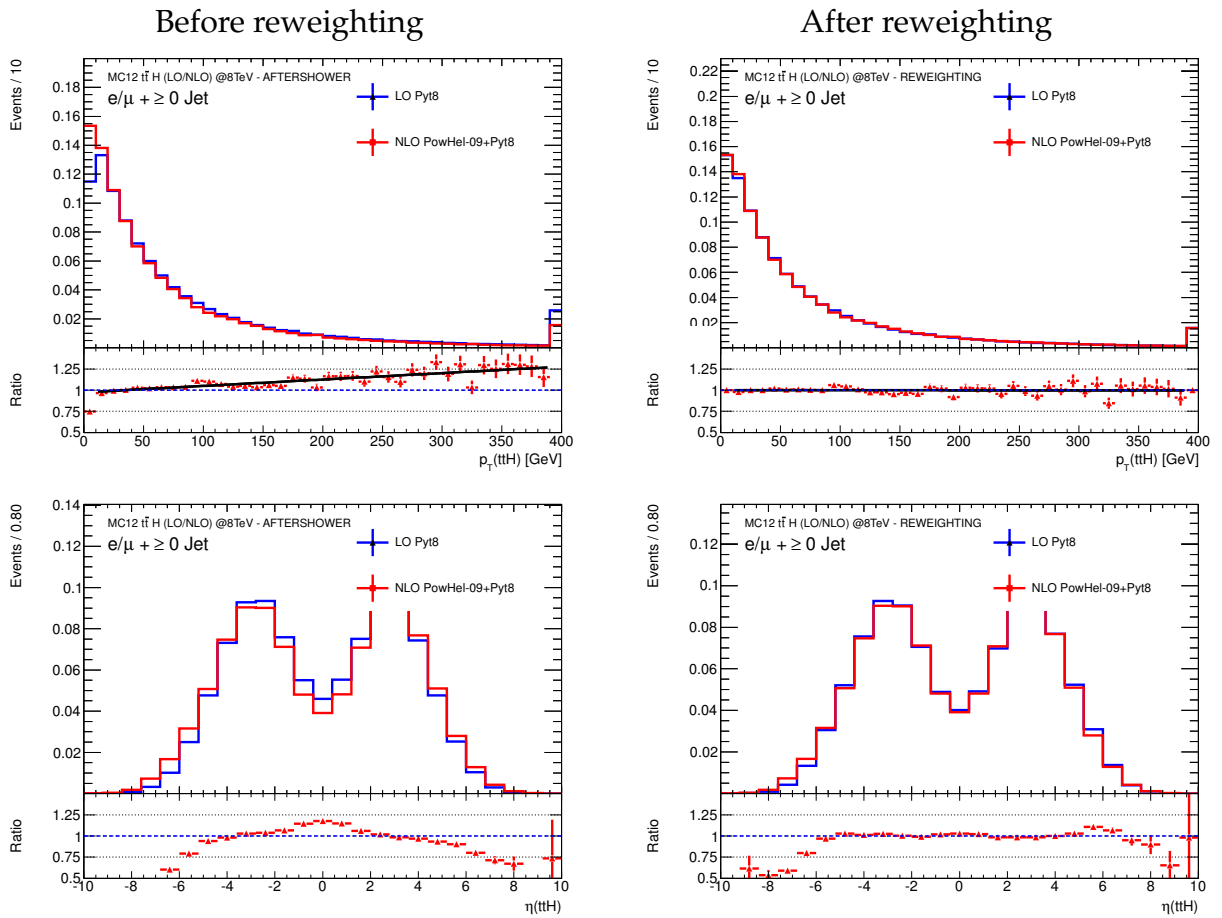 Before reweighting
After reweighting
Events / 10
0.18
0.16
0.14
0.12
0.1
0.08
0.06
0.04
0.02
MC12 tt̄ H (LO/NLO) @8TeV - AFTERSHOWER
e/μ + ≥ 0 Jet
LO Pyt8
NLO PowHel-09+Pyt8
Ratio
1.25
1
0.75
0.5
0 50 100 150 200 250 300 350 400
p_T(ttH) [GeV]
Events / 10
0.22
0.2
0.18
0.16
0.14
0.12
0.1
0.08
0.06
0.04
0.02
MC12 tt̄ H (LO/NLO) @8TeV - REWEIGHTING
e/μ + ≥ 0 Jet
LO Pyt8
NLO PowHel-09+Pyt8
Ratio
1.25
1
0.75
0.5
0 50 100 150 200 250 300 350 400
p_T(ttH) [GeV]
Events / 0.80
0.14
0.12
0.1
0.08
0.06
0.04
0.02
MC12 tt̄ H (LO/NLO) @8TeV - AFTERSHOWER
e/μ + ≥ 0 Jet
LO Pyt8
NLO PowHel-09+Pyt8
Ratio
1.25
1
0.75
0.5
-10 -8 -6 -4 -2 0 2 4 6 8 10
η(ttH)
Events / 0.80
0.12
0.1
0.08
0.06
0.04
0.02
MC12 tt̄ H (LO/NLO) @8TeV - REWEIGHTING
e/μ + ≥ 0 Jet
LO Pyt8
NLO PowHel-09+Pyt8
Ratio
1.25
1
0.75
0.5
-10 -8 -6 -4 -2 0 2 4 6 8 10
η(ttH)